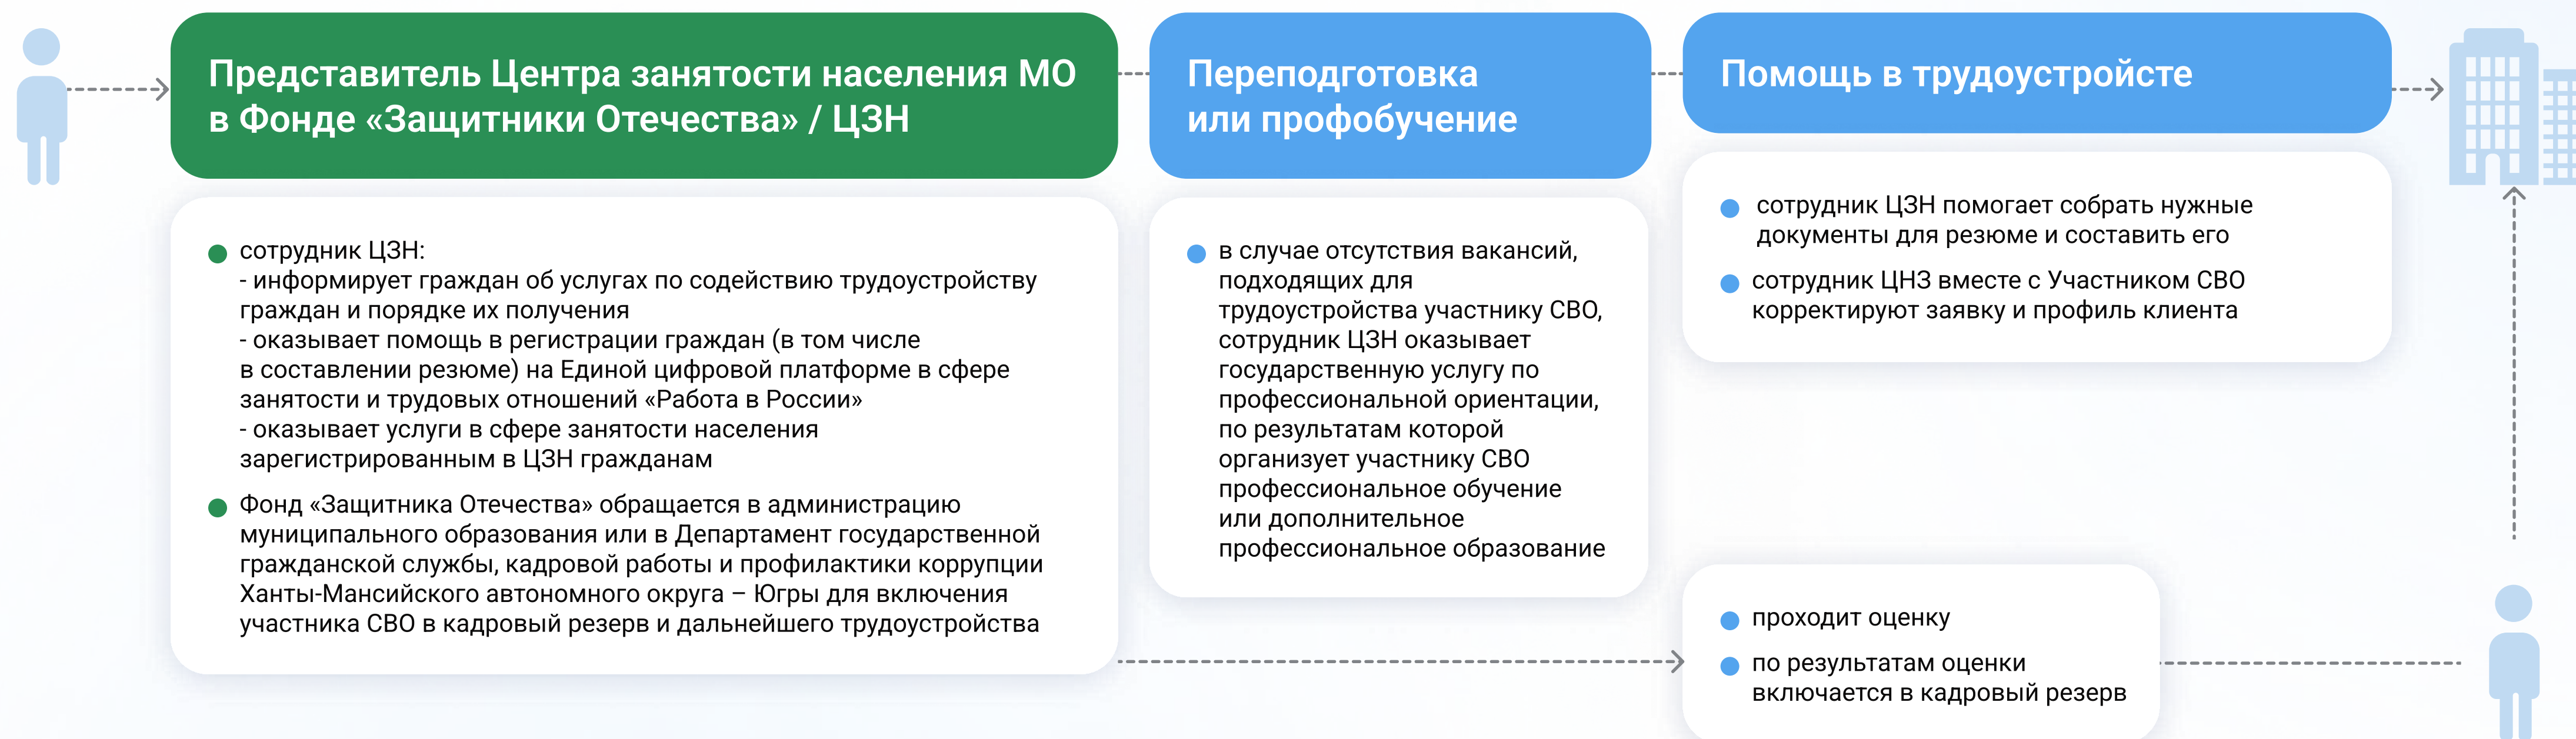 Представитель Центра занятости населения МО
в Фонде «Защитники Отечества» / ЦЗН
сотрудник ЦЗН:
- информирует граждан об услугах по содействию трудоустройству
граждан и порядке их получения
- оказывает помощь в регистрации граждан (в том числе
в составлении резюме) на Единой цифровой платформе в сфере
занятости и трудовых отношений «Работа в России»
- оказывает услуги в сфере занятости населения
зарегистрированным в ЦЗН гражданам
Фонд «Защитника Отечества» обращается в администрацию
муниципального образования или в Департамент государственной
гражданской службы, кадровой работы и профилактики коррупции
Ханты-Мансийского автономного округа – Югры для включения
участника СВО в кадровый резерв и дальнейшего трудоустройства
Переподготовка
или профобучение
в случае отсутствия вакансий,
подходящих для
трудоустройства участнику СВО,
сотрудник ЦЗН оказывает
государственную услугу по
профессиональной ориентации,
по результатам которой
организует участнику СВО
профессиональное обучение
или дополнительное
профессиональное образование
Помощь в трудоустройсте
сотрудник ЦЗН помогает собрать нужные
документы для резюме и составить его
сотрудник ЦНЗ вместе с Участником СВО
корректируют заявку и профиль клиента
проходит оценку
по результатам оценки
включается в кадровый резерв